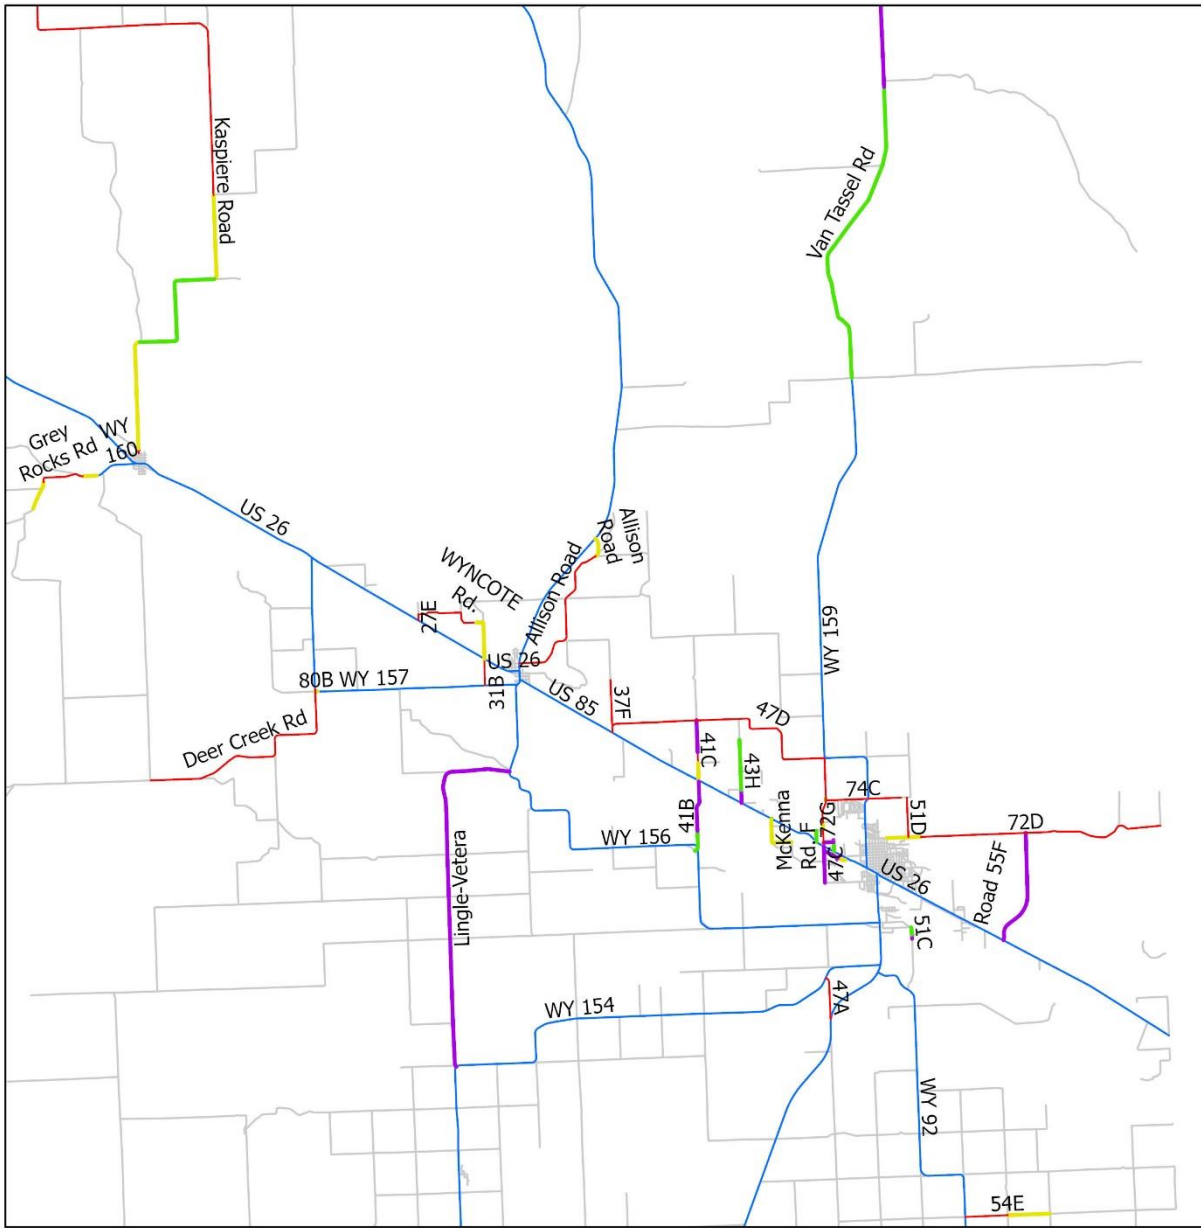 Kaspiere Road
Van Tassel Rd
Grey
Rocks Rd
WY
160
US 26
WYNCOTE
Rd.
27E
Allison Road
Allison
Road
US 26
31B
80B WY 157
Deer Creek Rd
US 85
37F
47D
WY 159
41C
43H
41B
McKenna
Rd F
72G
47C
74C
51D
72D
Road 55F
US 26
WY 156
Lingle-Vetera
51C
47A
WY 154
WY 92
54E